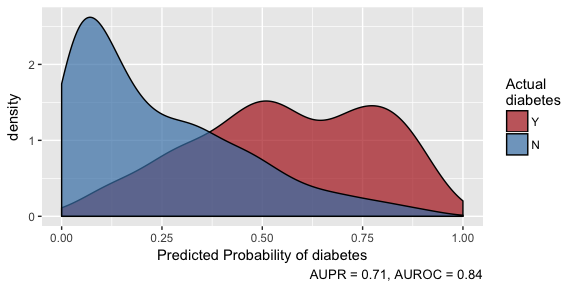 density
2
1
0
0.00 0.25 0.50 0.75 1.00
Predicted Probability of diabetes
AUPR = 0.71, AUROC = 0.84
Actual
diabetes
Y
N